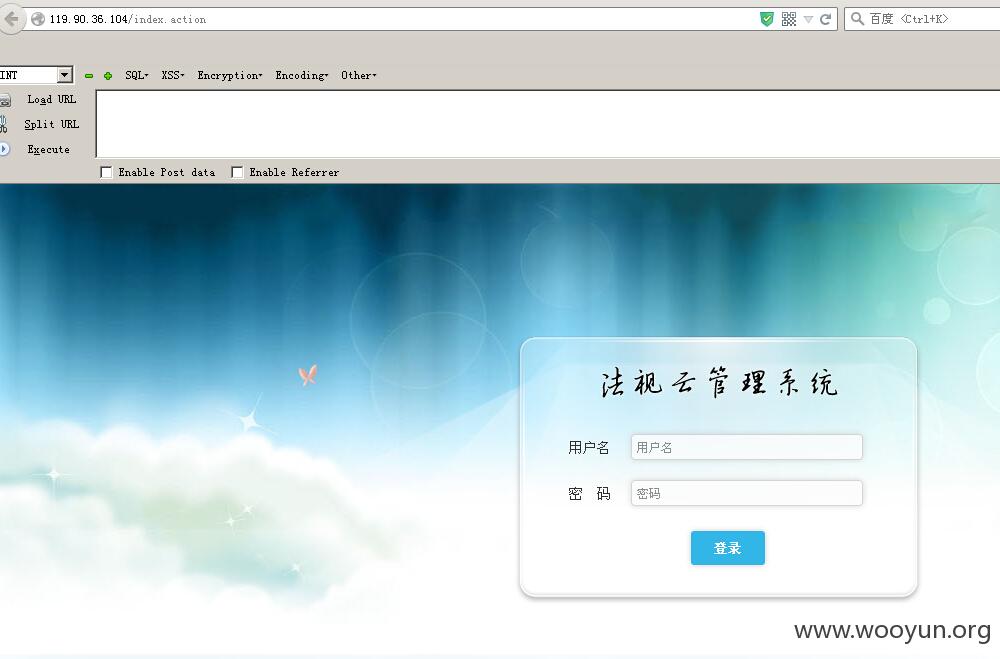 119.90.36.104/index.action
百度 <Ctrl+K>
INT SQL XSS Encryption Encoding Other
Load URL
Split URL
Execute
Enable Post data Enable Referrer
法视云管理系统
用户名 用户名
密 码 密码
登录
www.wooyun.org